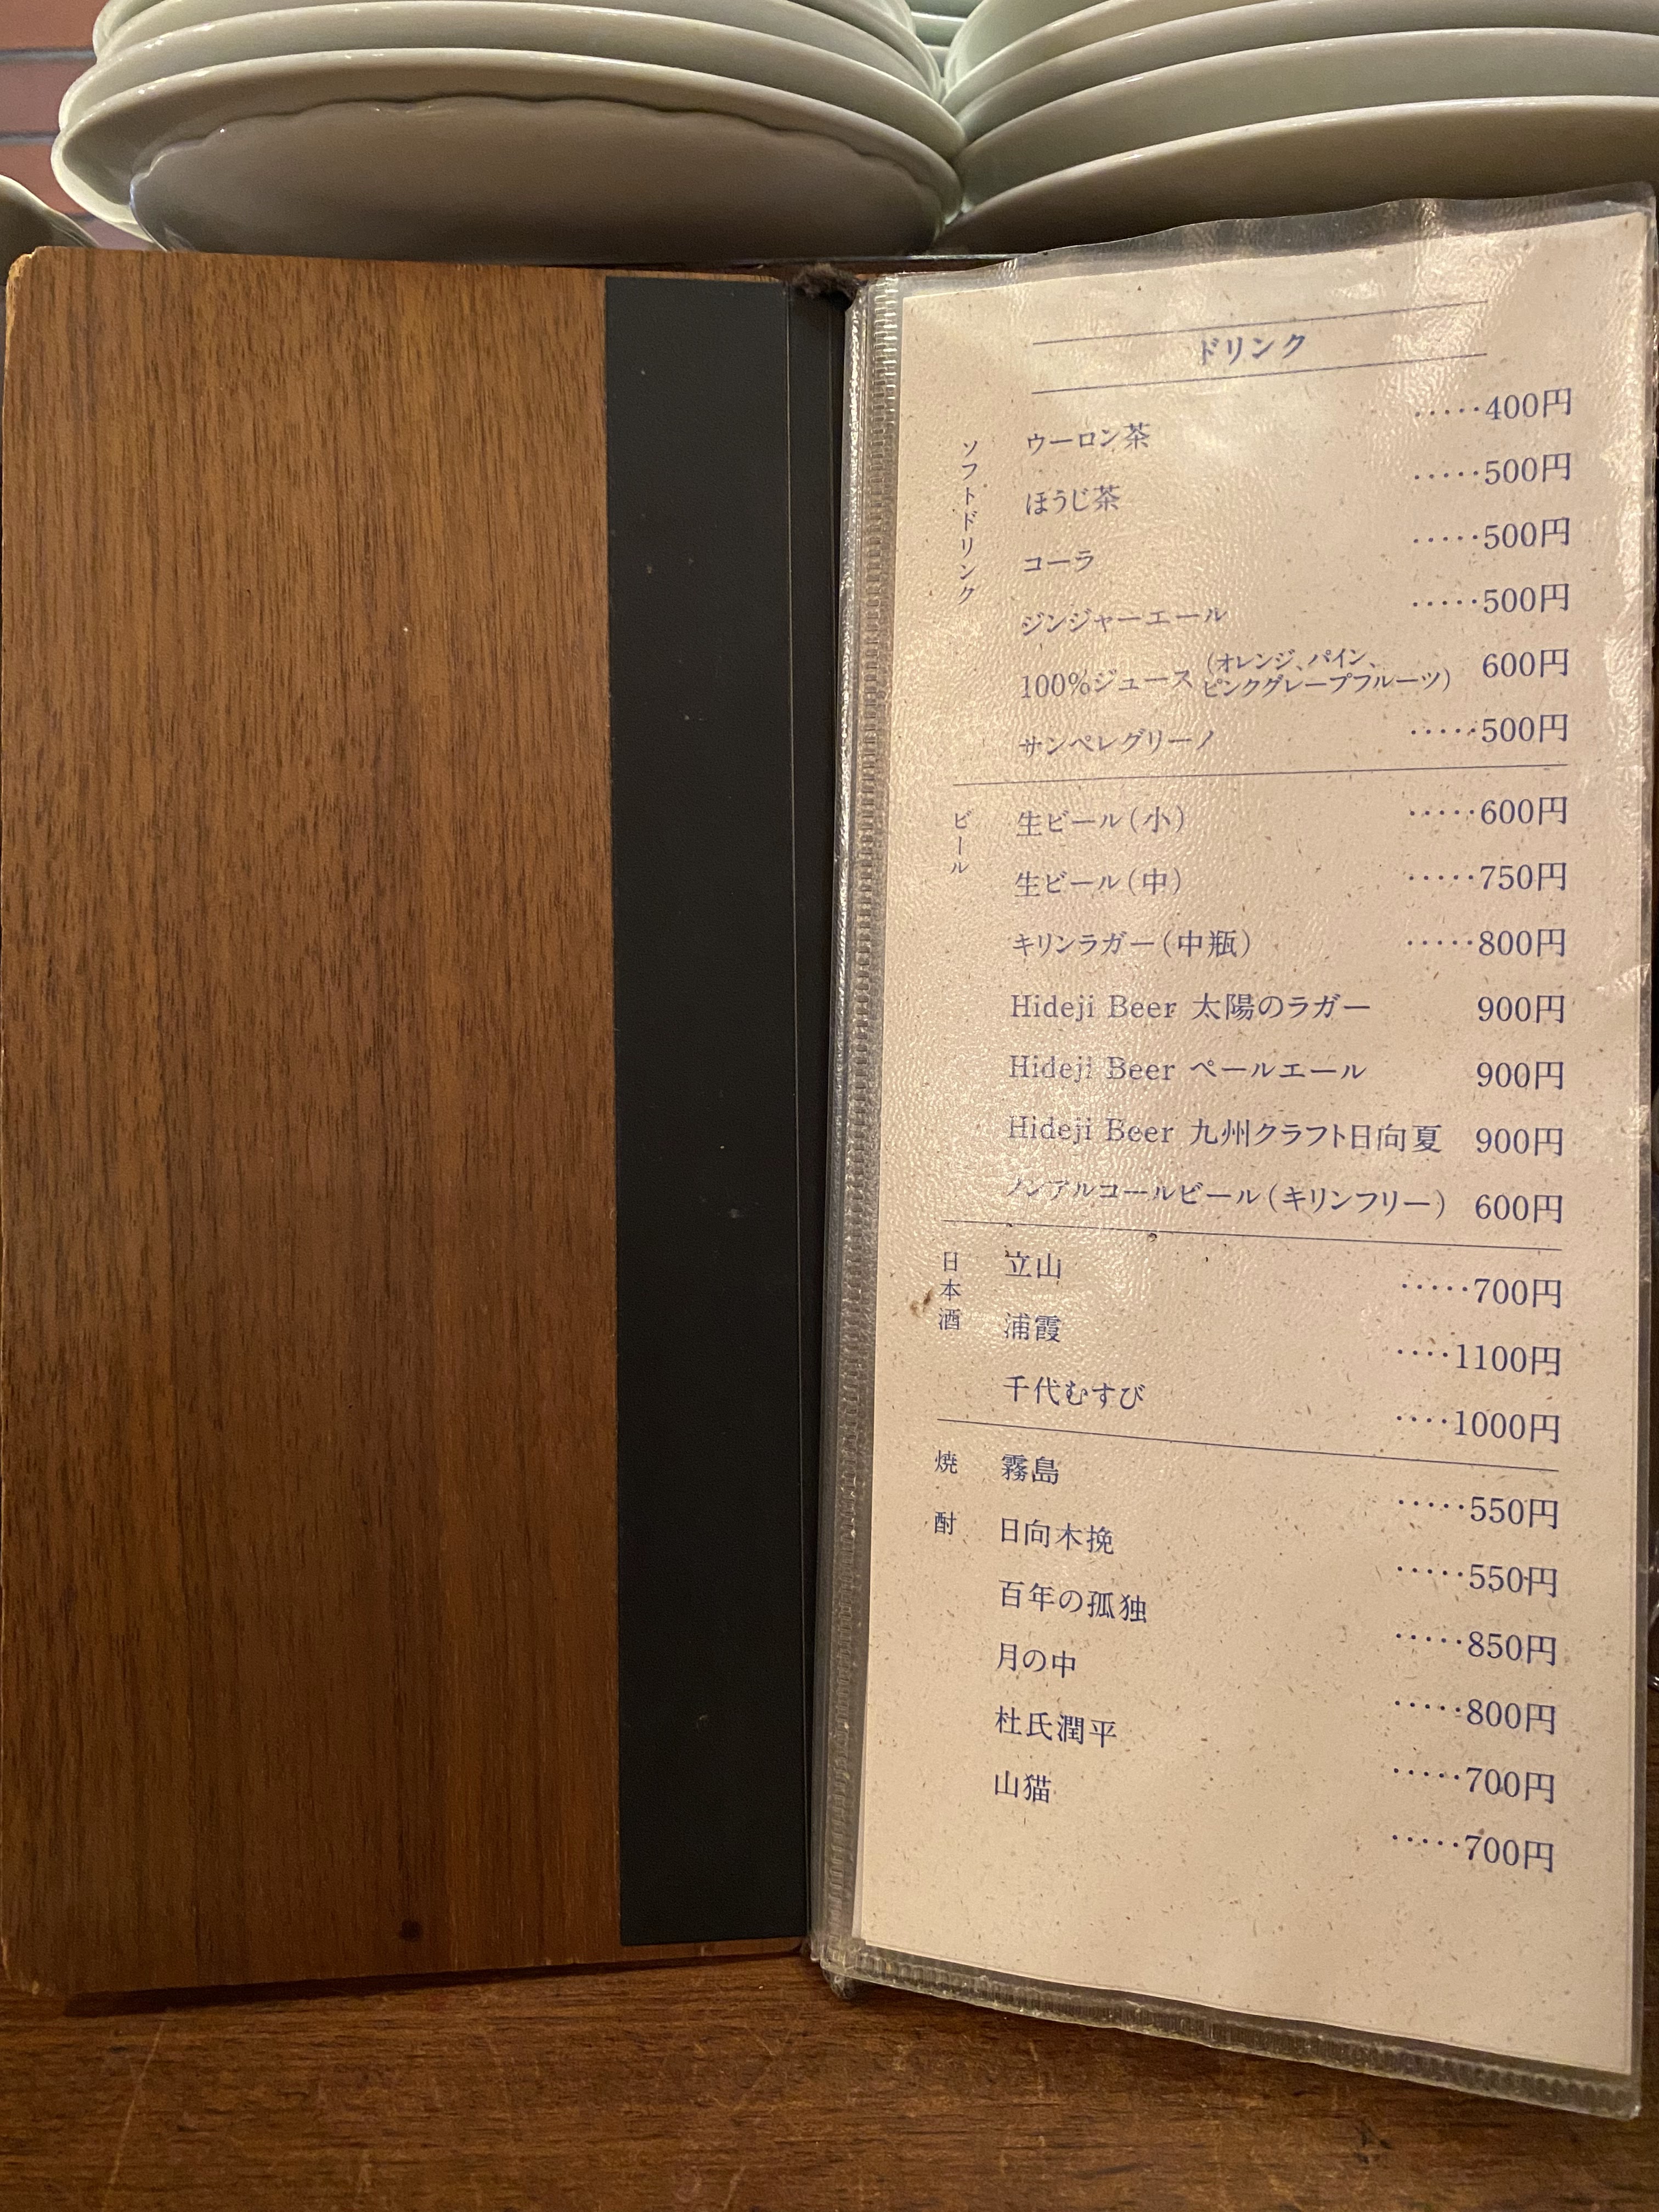 ドリンク
ソフトドリンク
ウーロン茶 ‥‥‥400円
ほうじ茶 ‥‥‥500円
コーラ ‥‥‥500円
ジンジャーエール ‥‥‥500円
100%ジュース (オレンジ、パイン、
ピンクグレープフルーツ) 600円
サンペレグリーノ ‥‥‥500円
ビール
生ビール(小) ‥‥‥600円
生ビール(中) ‥‥‥750円
キリンラガー(中瓶) ‥‥‥800円
Hideji Beer 太陽のラガー 900円
Hideji Beer ペールエール 900円
Hideji Beer 九州クラフト日向夏 900円
ノンアルコールビール(キリンフリー) 600円
日本酒
立山 ‥‥‥700円
浦霞 ‥‥1100円
千代むすび ‥‥1000円
焼酎
霧島 ‥‥‥550円
日向木挽 ‥‥‥550円
百年の孤独 ‥‥‥850円
月の中 ‥‥‥800円
杜氏潤平 ‥‥‥700円
山猫 ‥‥‥700円